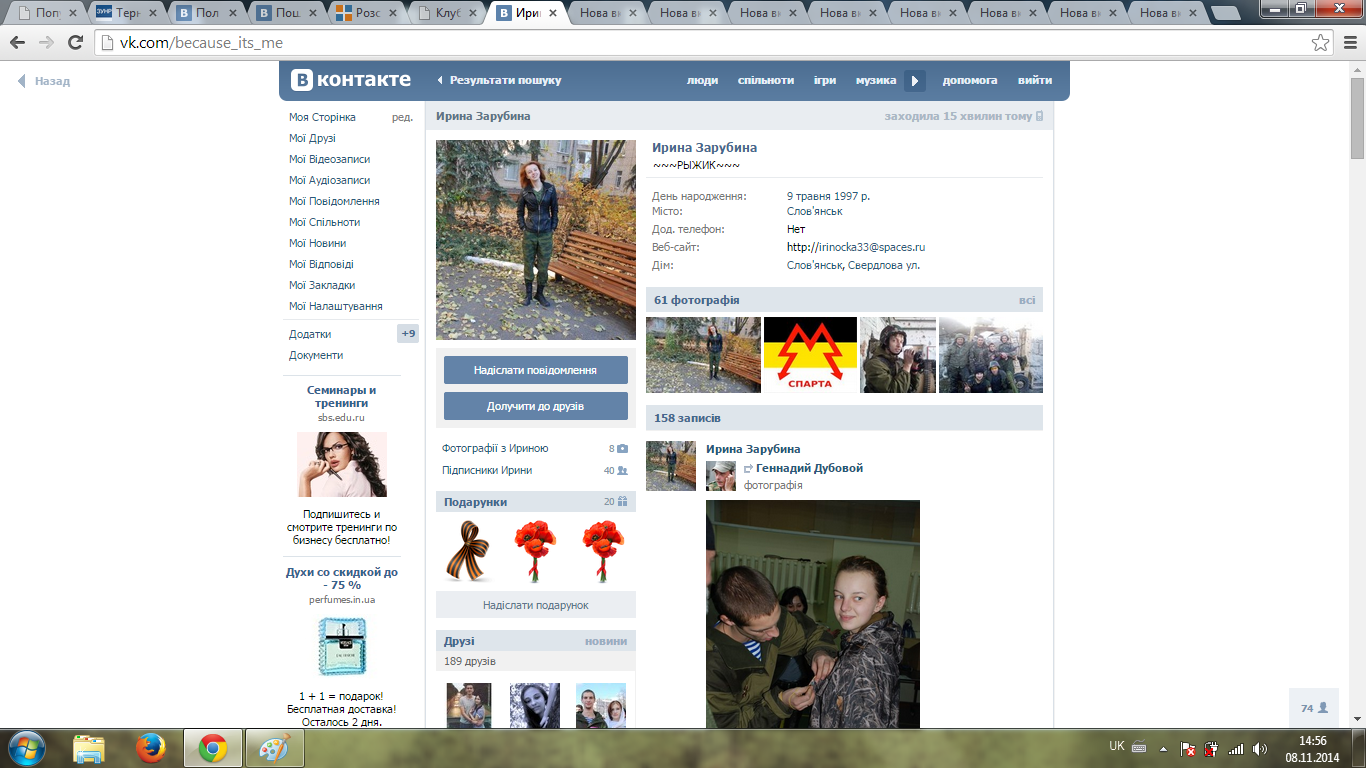 Попу
Терн
Пол
Пош
Розс
Клуб
Ири
Нова вк
Нова вк
Нова вк
Нова вк
Нова вк
Нова вк
Нова вк
Нова вк
vk.com/because_its_me
Назад
В контакте
Результати пошуку
люди спільноти ігри музика допомога вийти
Моя Сторінка ред.
Мої Друзі
Мої Відеозаписи
Мої Аудіозаписи
Мої Повідомлення
Мої Спільноти
Мої Новини
Мої Відповіді
Мої Закладки
Мої Налаштування
Додатки +9
Документи
Семинары и
тренинги
sbs.edu.ru
Подпишитесь и
смотрите тренинги по
бизнесу бесплатно!
Духи со скидкой до
- 75 %
perfumes.in.ua
1 + 1 = подарок!
Бесплатная доставка!
Осталось 2 дня.
Ирина Зарубина заходила 15 хвилин тому
Надіслати повідомлення
Долучити до друзів
Фотографії з Ириною 8
Підписники Ирини 40
Подарунки 20
Надіслати подарунок
Друзі новини
189 друзів
Ирина Зарубина
~~~РЫЖИК~~~
День народження: 9 травня 1997 р.
Місто: Слов'янськ
Дод. телефон: Нет
Веб-сайт: http://irinocka33@spaces.ru
Дім: Слов'янськ, Свердлова ул.
61 фотографія всі
СПАРТА
158 записів
Ирина Зарубина
Геннадий Дубовой
фотографія
74
UK
14:56
08.11.2014